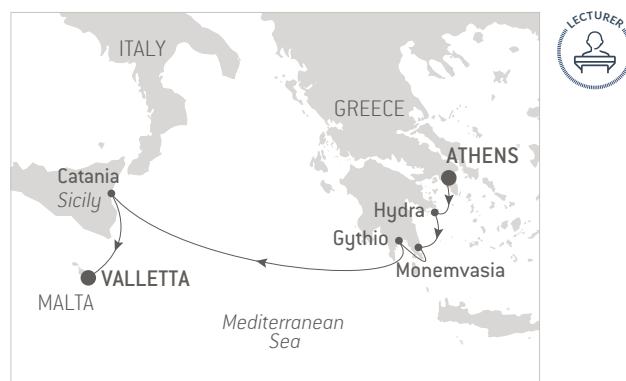 ITALY
LECTURER
GREECE
ATHENS
Catania
Sicily
Hydra
Gythio
Monemvasia
VALLETTA
MALTA
Mediterranean
Sea